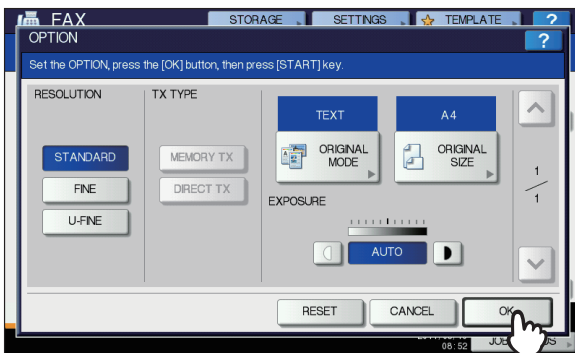 FAX
STORAGE
SETTINGS
TEMPLATE
?
OPTION
?
Set the OPTION, press the [OK] button, then press [START] key.
RESOLUTION
TX TYPE
TEXT
A4
STANDARD
MEMORY TX
ORIGINAL
MODE
ORIGINAL
SIZE
FINE
DIRECT TX
1
1
U-FINE
EXPOSURE
AUTO
RESET
CANCEL
OK
08:52